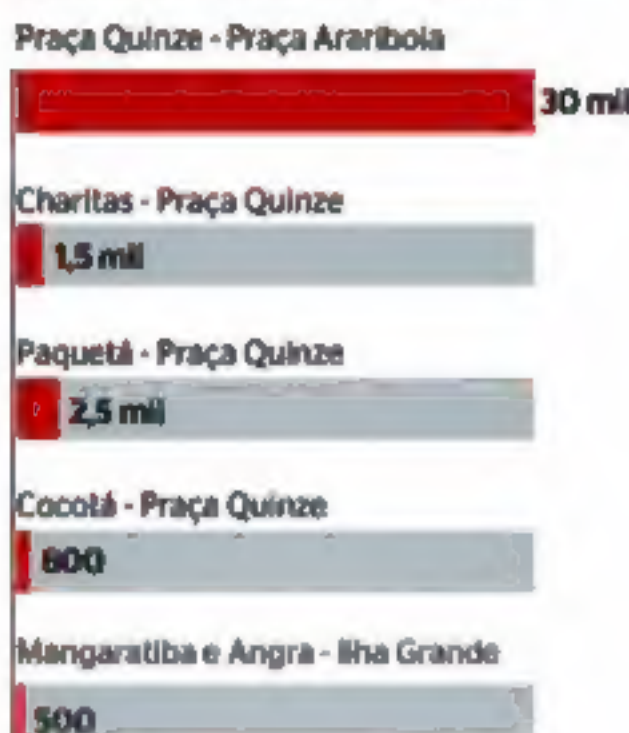 Praça Quinze - Praça Arariboia
30 mil
Charitas - Praça Quinze
1,5 mil
Paquetá - Praça Quinze
2,5 mil
Cocotá - Praça Quinze
800
Mangaratiba e Angra - Ilha Grande
500